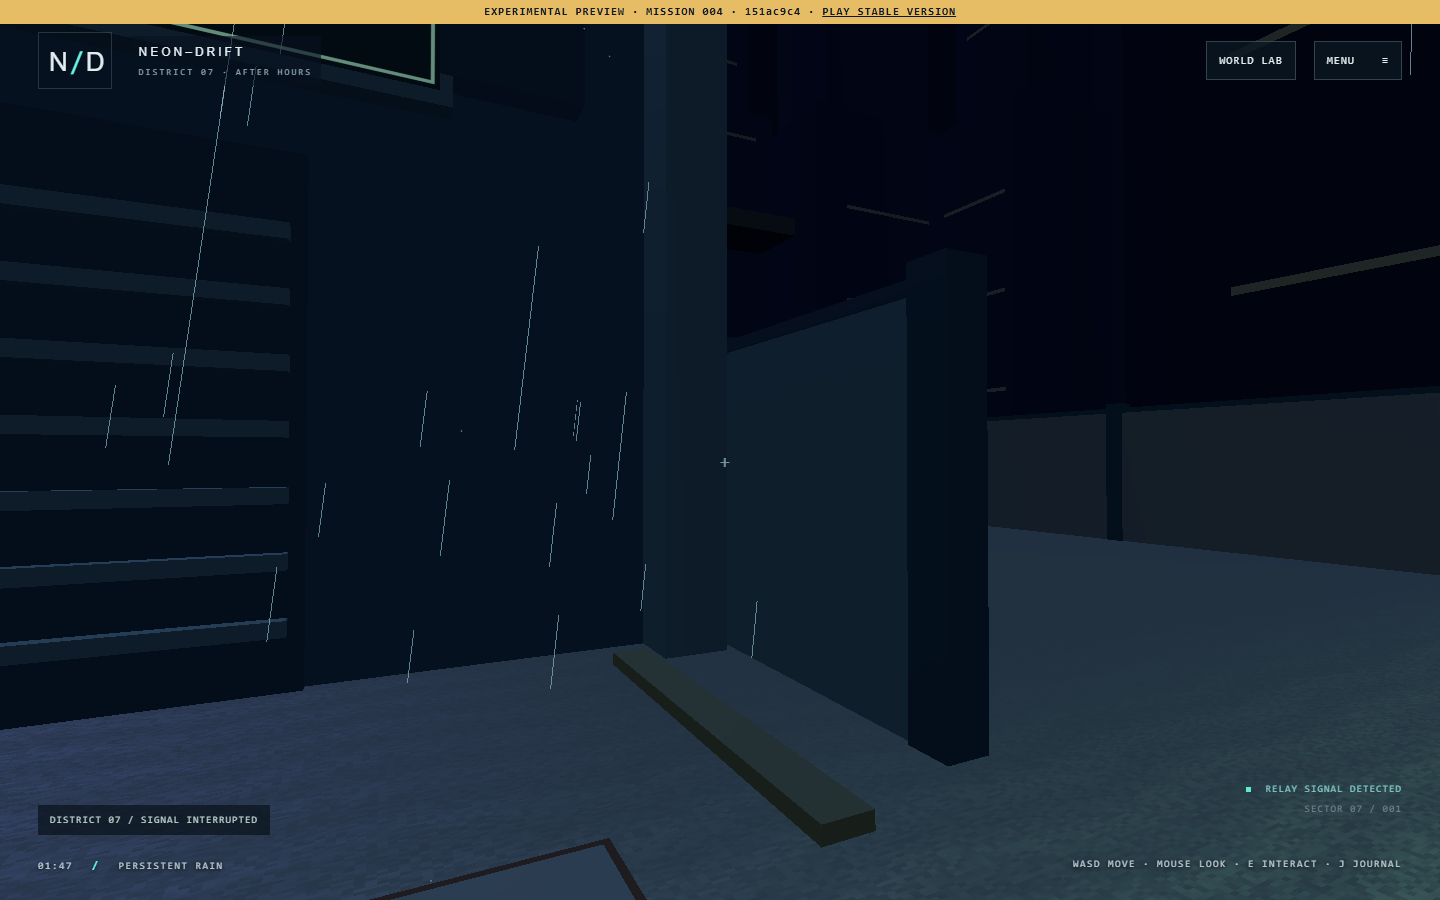 EXPERIMENTAL PREVIEW · MISSION 004 · 151ac9c4 · PLAY STABLE VERSION
N/D
NEON—DRIFT
DISTRICT 07 · AFTER HOURS
WORLD LAB
MENU ≡
RELAY SIGNAL DETECTED
SECTOR 07 / 001
DISTRICT 07 / SIGNAL INTERRUPTED
01:47 / PERSISTENT RAIN
WASD MOVE · MOUSE LOOK · E INTERACT · J JOURNAL